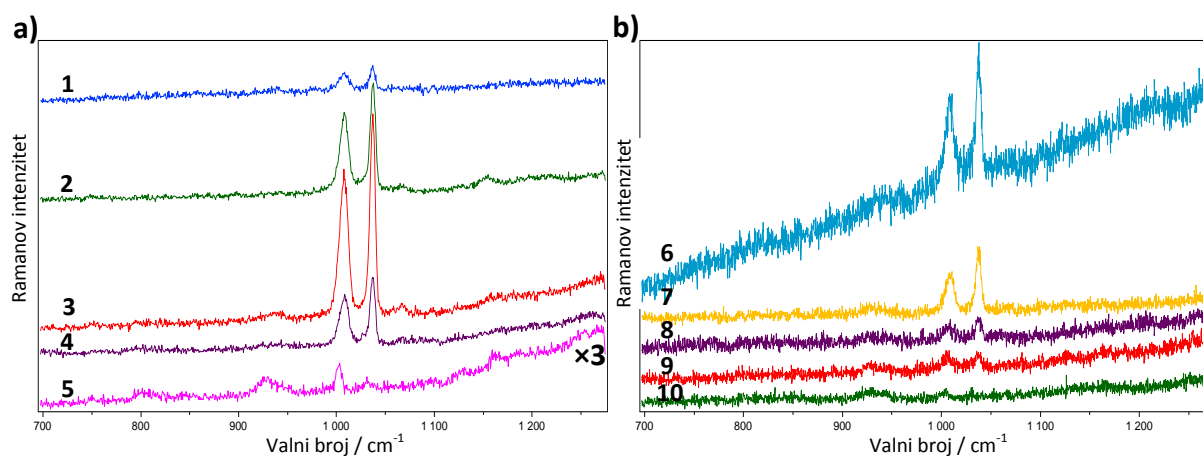 a)
1
2
3
4
5
×3
Ramanov intenzitet
700 800 900 1 000 1 100 1 200
Valni broj / cm⁻¹
b)
6
7
8
9
10
Ramanov intenzitet
700 800 900 1 000 1 100 1 200
Valni broj / cm⁻¹